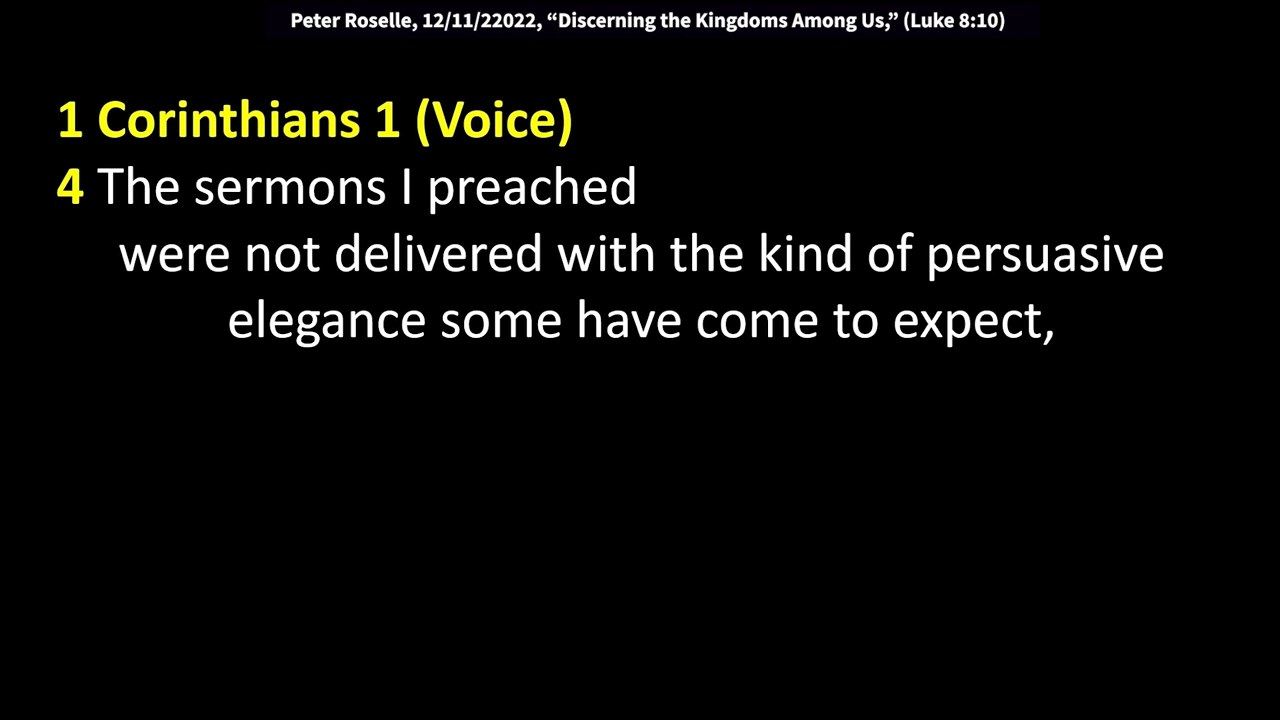 Peter Roselle, 12/11/22022, “Discerning the Kingdoms Among Us,” (Luke 8:10)
1 Corinthians 1 (Voice)
4 The sermons I preached
were not delivered with the kind of persuasive
elegance some have come to expect,